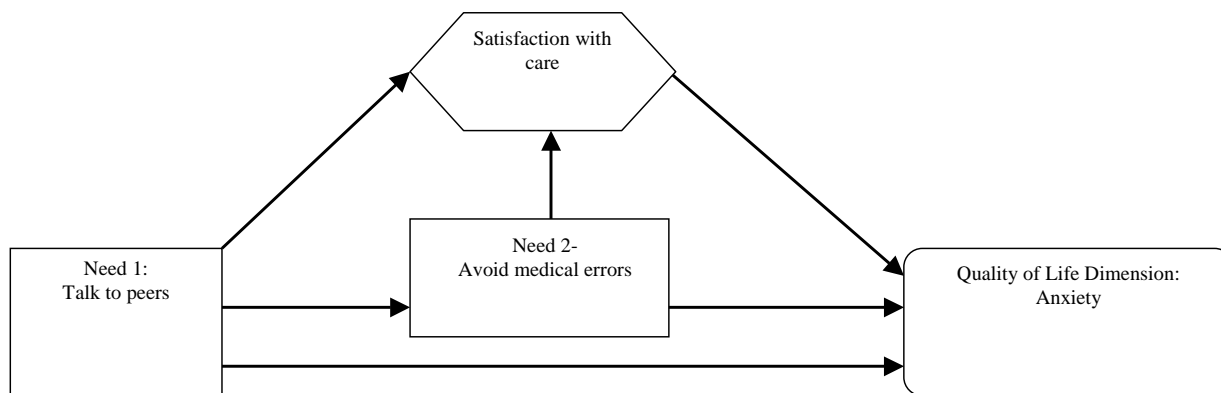 Satisfaction with
care
Need 2-
Avoid medical errors
Need 1:
Talk to peers
Quality of Life Dimension:
Anxiety